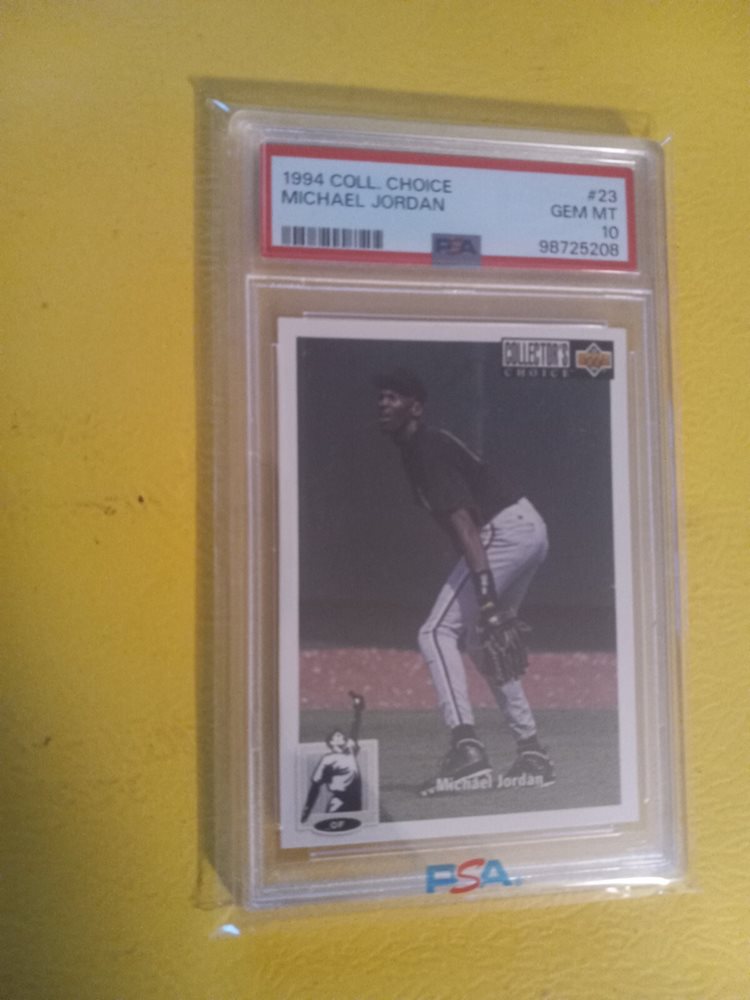 1994 COLL. CHOICE #23
MICHAEL JORDAN GEM MT
10
PSA 98725208
COLLECTOR'S
CHOICE
Michael Jordan
OF
PSA